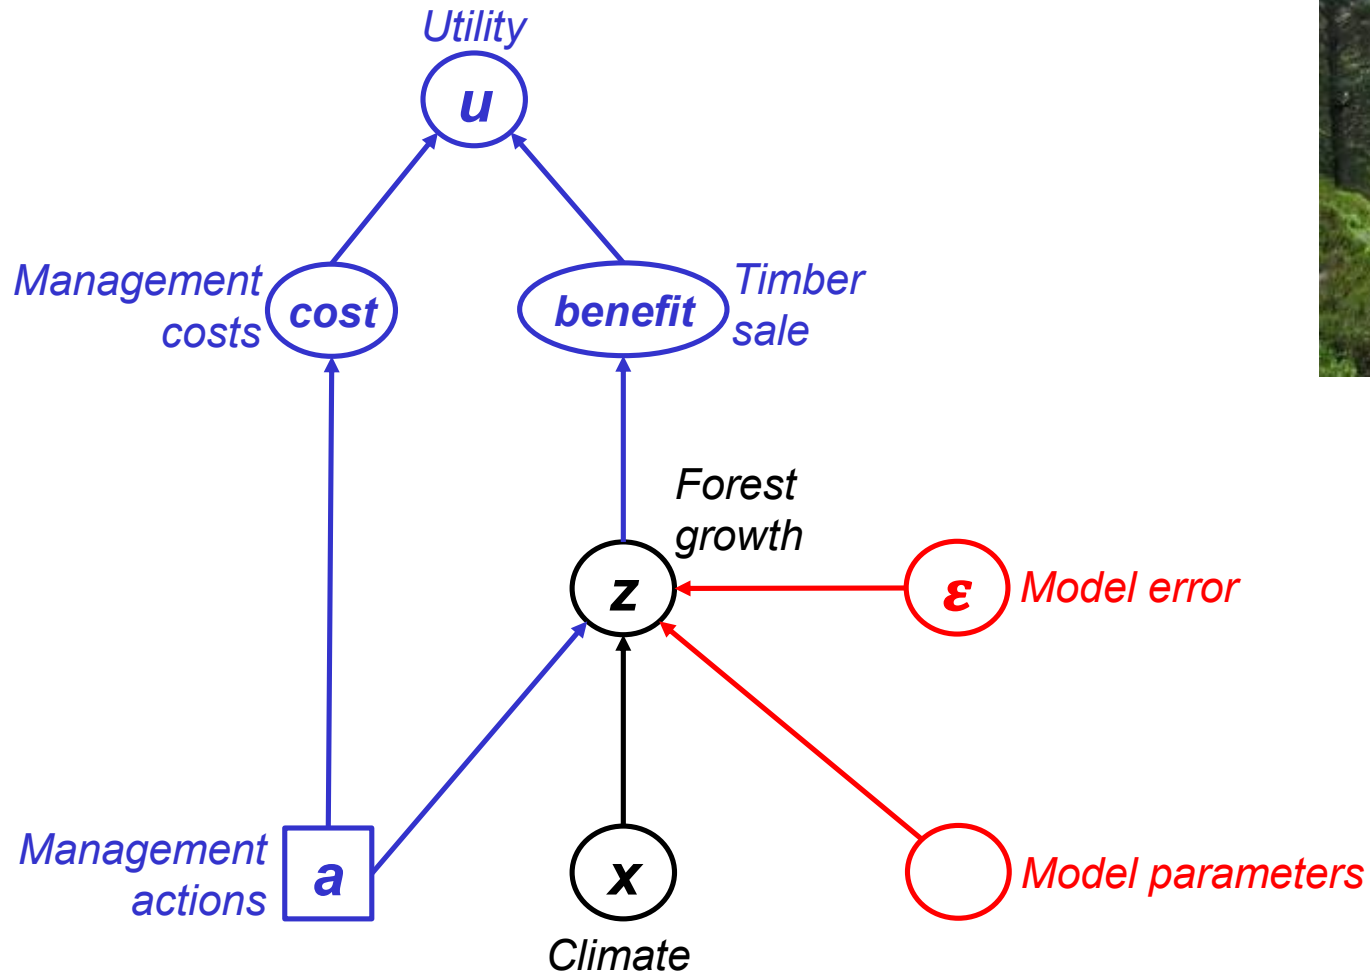 Utility
u
Management
costs
cost
benefit
Timber
sale
Forest
growth
z
ε
Model error
Management
actions
a
x
Model parameters
Climate